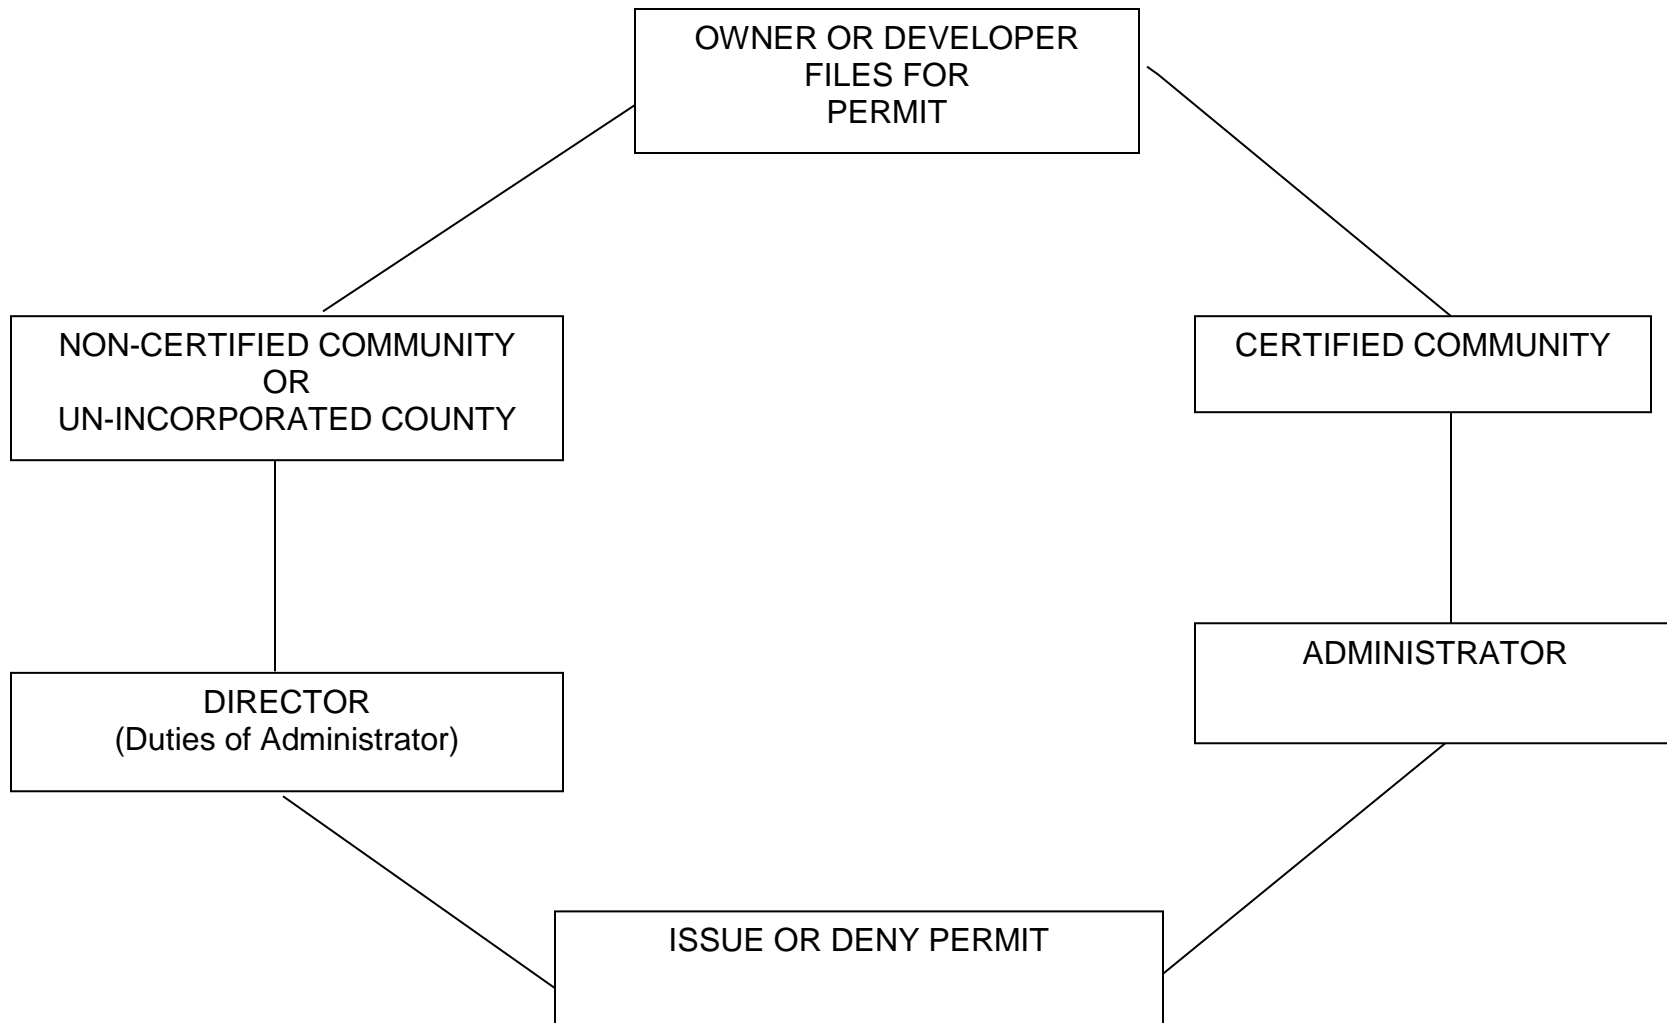 OWNER OR DEVELOPER
FILES FOR
PERMIT
NON-CERTIFIED COMMUNITY
OR
UN-INCORPORATED COUNTY
CERTIFIED COMMUNITY
DIRECTOR
(Duties of Administrator)
ADMINISTRATOR
ISSUE OR DENY PERMIT